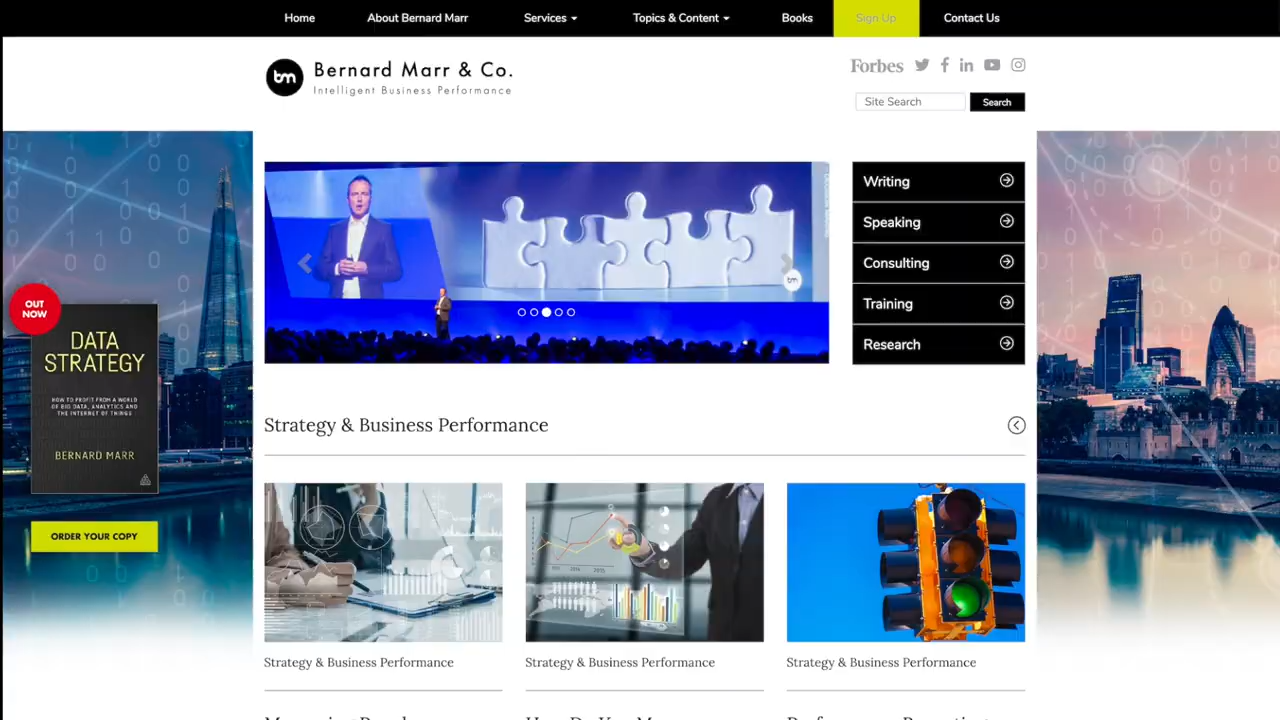 Home About Bernard Marr Services Topics & Content Books Sign Up Contact Us
bm Bernard Marr & Co.
Intelligent Business Performance
Forbes
Site Search Search
Writing
Speaking
Consulting
Training
Research
bm
OUT
NOW
DATA
STRATEGY
HOW TO PROFIT FROM A WORLD
OF BIG DATA, ANALYTICS AND
THE INTERNET OF THINGS
BERNARD MARR
ORDER YOUR COPY
Strategy & Business Performance
Strategy & Business Performance
Strategy & Business Performance
Strategy & Business Performance